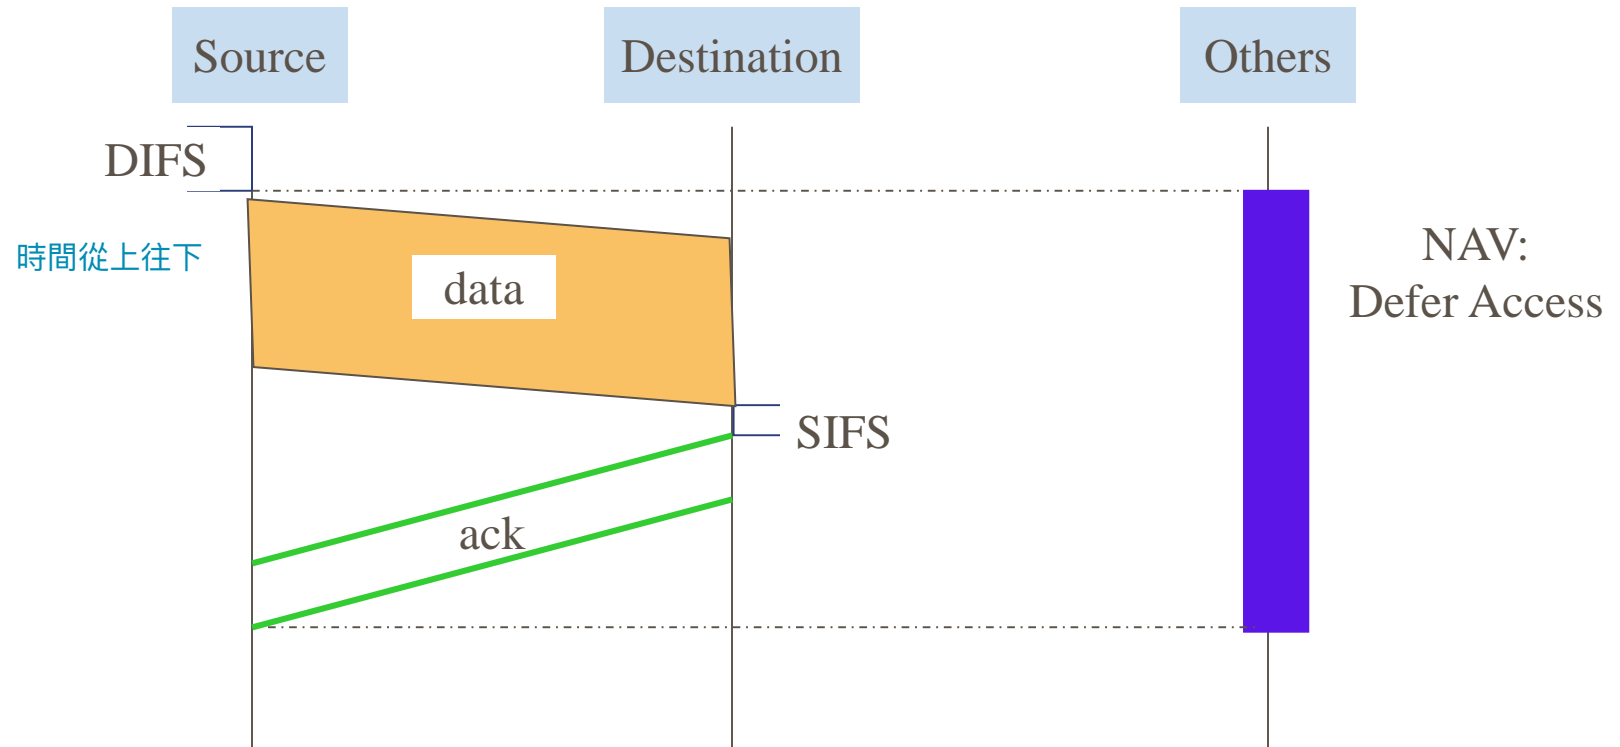 Source
Destination
Others
DIFS
時間從上往下
data
NAV:
Defer Access
SIFS
ack